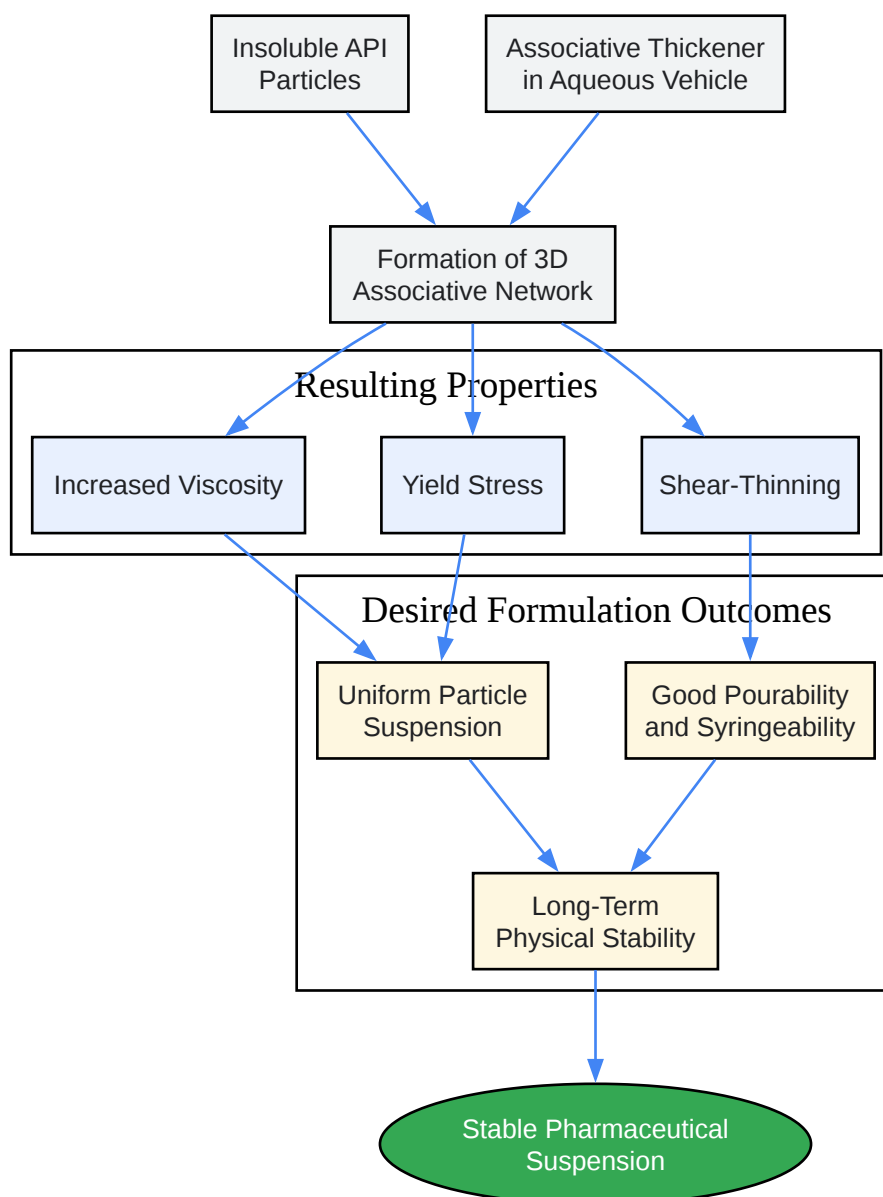 Insoluble API
Particles
Associative Thickener
in Aqueous Vehicle
Formation of 3D
Associative Network
Resulting Properties
Increased Viscosity
Yield Stress
Shear-Thinning
Desired Formulation Outcomes
Uniform Particle
Suspension
Good Pourability
and Syringeability
Long-Term
Physical Stability
Stable Pharmaceutical
Suspension